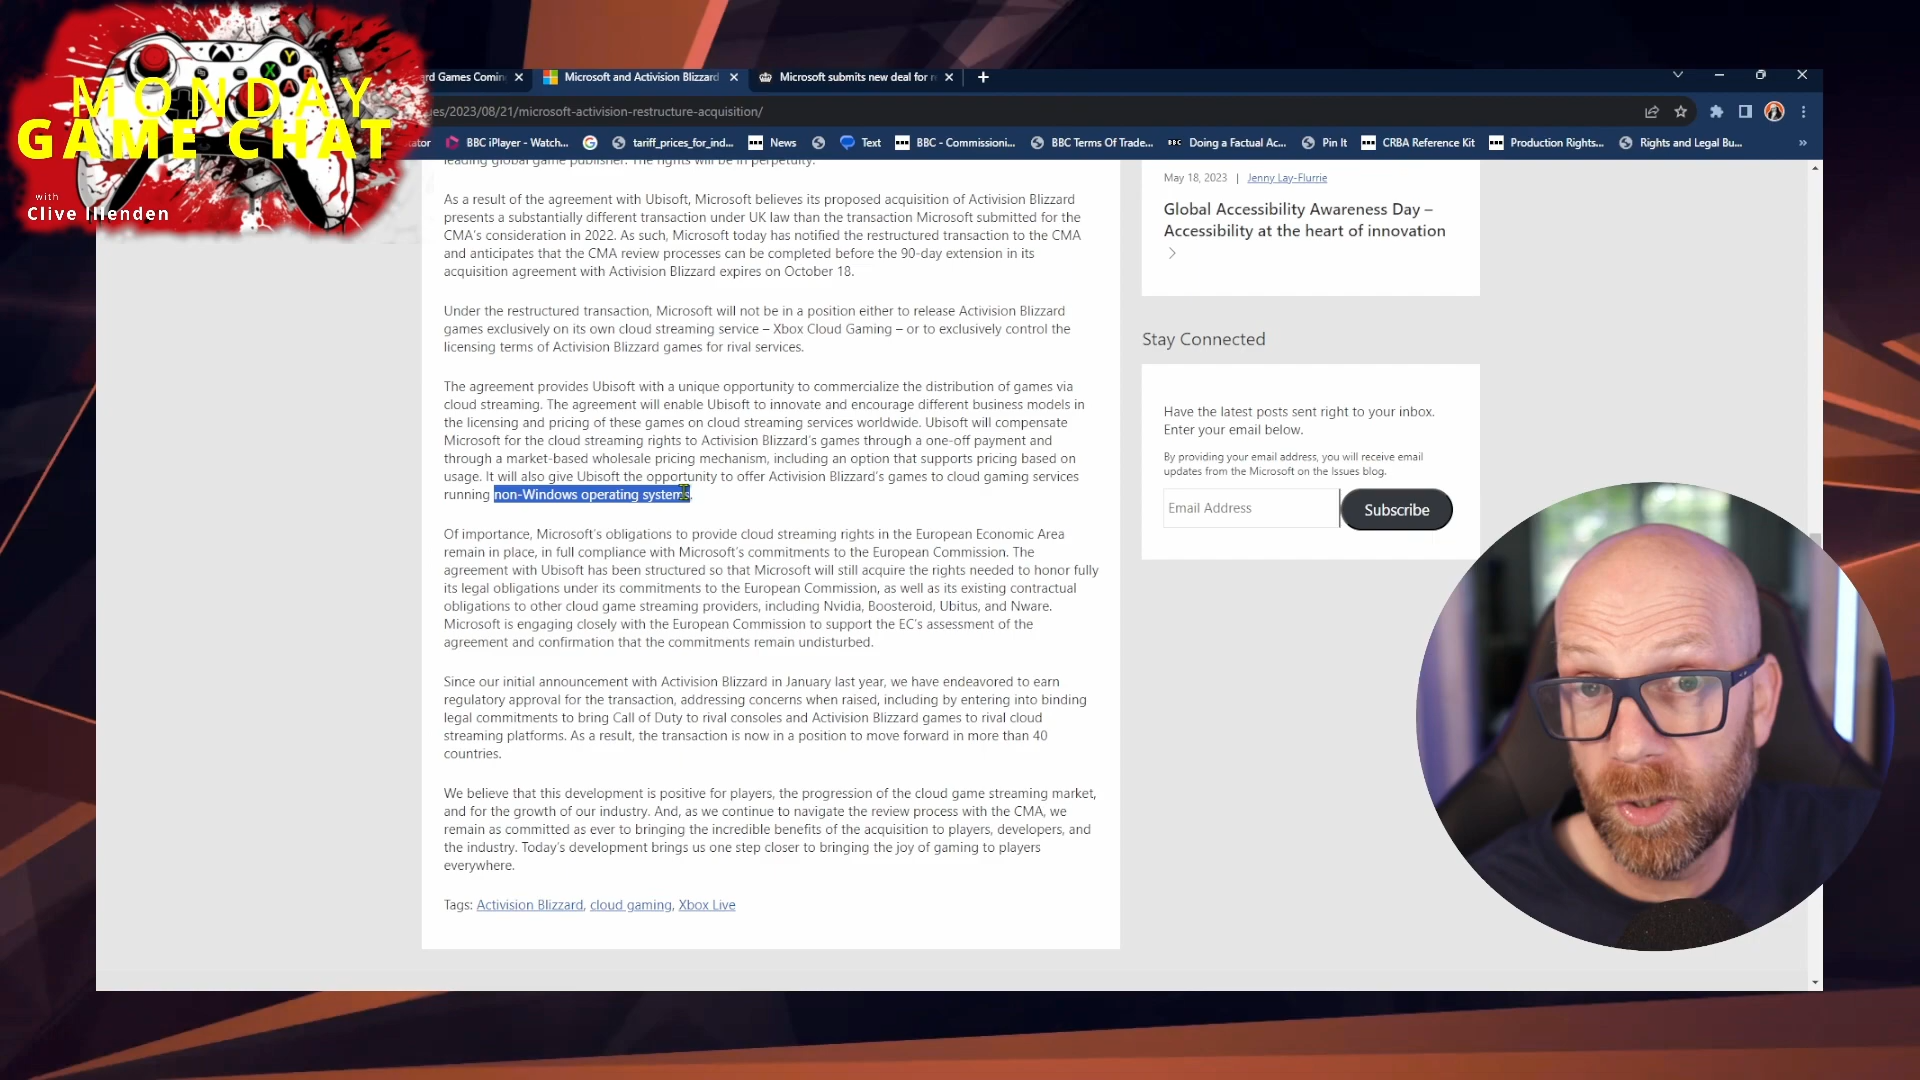 MONDAY
GAME CHAT
with
Clive Illenden
rd Games Comin
Microsoft and Activision Blizzard
Microsoft submits new deal for r
es/2023/08/21/microsoft-activision-restructure-acquisition/
ator
BBC iPlayer - Watch...
tariff_prices_for_ind...
News
Text
BBC - Commissioni...
BBC Terms Of Trade...
BBC
Doing a Factual Ac...
Pin It
CRBA Reference Kit
Production Rights...
Rights and Legal Bu...
»
leading global game publisher. The rights will be in perpetuity.
As a result of the agreement with Ubisoft, Microsoft believes its proposed acquisition of Activision Blizzard
presents a substantially different transaction under UK law than the transaction Microsoft submitted for the
CMA's consideration in 2022. As such, Microsoft today has notified the restructured transaction to the CMA
and anticipates that the CMA review processes can be completed before the 90-day extension in its
acquisition agreement with Activision Blizzard expires on October 18.
Under the restructured transaction, Microsoft will not be in a position either to release Activision Blizzard
games exclusively on its own cloud streaming service – Xbox Cloud Gaming – or to exclusively control the
licensing terms of Activision Blizzard games for rival services.
The agreement provides Ubisoft with a unique opportunity to commercialize the distribution of games via
cloud streaming. The agreement will enable Ubisoft to innovate and encourage different business models in
the licensing and pricing of these games on cloud streaming services worldwide. Ubisoft will compensate
Microsoft for the cloud streaming rights to Activision Blizzard's games through a one-off payment and
through a market-based wholesale pricing mechanism, including an option that supports pricing based on
usage. It will also give Ubisoft the opportunity to offer Activision Blizzard's games to cloud gaming services
running non-Windows operating systems.
Of importance, Microsoft's obligations to provide cloud streaming rights in the European Economic Area
remain in place, in full compliance with Microsoft's commitments to the European Commission. The
agreement with Ubisoft has been structured so that Microsoft will still acquire the rights needed to honor fully
its legal obligations under its commitments to the European Commission, as well as its existing contractual
obligations to other cloud game streaming providers, including Nvidia, Boosteroid, Ubitus, and Nware.
Microsoft is engaging closely with the European Commission to support the EC's assessment of the
agreement and confirmation that the commitments remain undisturbed.
Since our initial announcement with Activision Blizzard in January last year, we have endeavored to earn
regulatory approval for the transaction, addressing concerns when raised, including by entering into binding
legal commitments to bring Call of Duty to rival consoles and Activision Blizzard games to rival cloud
streaming platforms. As a result, the transaction is now in a position to move forward in more than 40
countries.
We believe that this development is positive for players, the progression of the cloud game streaming market,
and for the growth of our industry. And, as we continue to navigate the review process with the CMA, we
remain as committed as ever to bringing the incredible benefits of the acquisition to players, developers, and
the industry. Today's development brings us one step closer to bringing the joy of gaming to players
everywhere.
Tags: Activision Blizzard, cloud gaming, Xbox Live
May 18, 2023 | Jenny Lay-Flurrie
Global Accessibility Awareness Day –
Accessibility at the heart of innovation
Stay Connected
Have the latest posts sent right to your inbox.
Enter your email below.
By providing your email address, you will receive email
updates from the Microsoft on the Issues blog.
Email Address
Subscribe